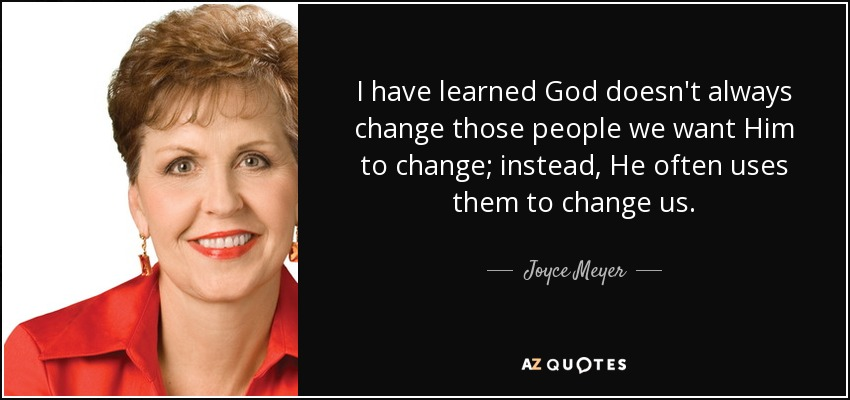 I have learned God doesn't always
change those people we want Him
to change; instead, He often uses
them to change us.
Joyce Meyer
AZ QUOTES